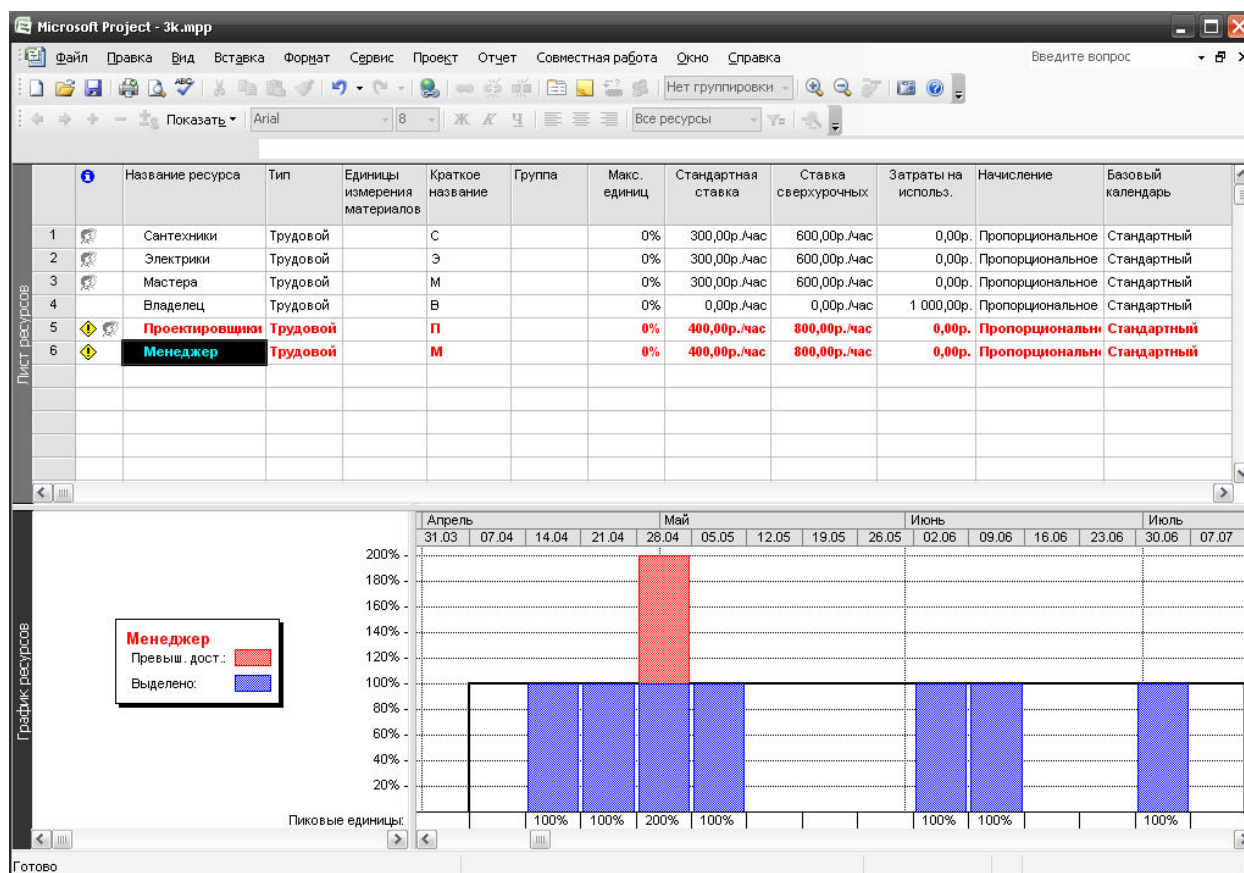 Microsoft Project - 3k.mpp
Файл Правка Вид Вставка Формат Сервис Проект Отчет Совместная работа Окно Справка Введите вопрос
Нет группировки
Показать Arial 8 Ж К Ч Все ресурсы
Название ресурса Тип Единицы измерения материалов Краткое название Группа Макс. единиц Стандартная ставка Ставка сверхурочных Затраты на использ. Начисление Базовый календарь
1 Сантехники Трудовой С 0% 300,00р./час 600,00р./час 0,00р. Пропорциональное Стандартный
2 Электрики Трудовой Э 0% 300,00р./час 600,00р./час 0,00р. Пропорциональное Стандартный
3 Мастера Трудовой М 0% 300,00р./час 600,00р./час 0,00р. Пропорциональное Стандартный
4 Владелец Трудовой В 0% 0,00р./час 0,00р./час 1 000,00р. Пропорциональное Стандартный
5 Проектировщики Трудовой П 0% 400,00р./час 800,00р./час 0,00р. Пропорциональн Стандартный
6 Менеджер Трудовой М 0% 400,00р./час 800,00р./час 0,00р. Пропорциональн Стандартный
Лист ресурсов
Апрель Май Июнь Июль
31.03 07.04 14.04 21.04 28.04 05.05 12.05 19.05 26.05 02.06 09.06 16.06 23.06 30.06 07.07
200%
180%
160%
140%
120%
100%
80%
60%
40%
20%
Менеджер
Превыш. дост.:
Выделено:
График ресурсов
Пиковые единицы: 100% 100% 200% 100% 100% 100% 100%
Готово